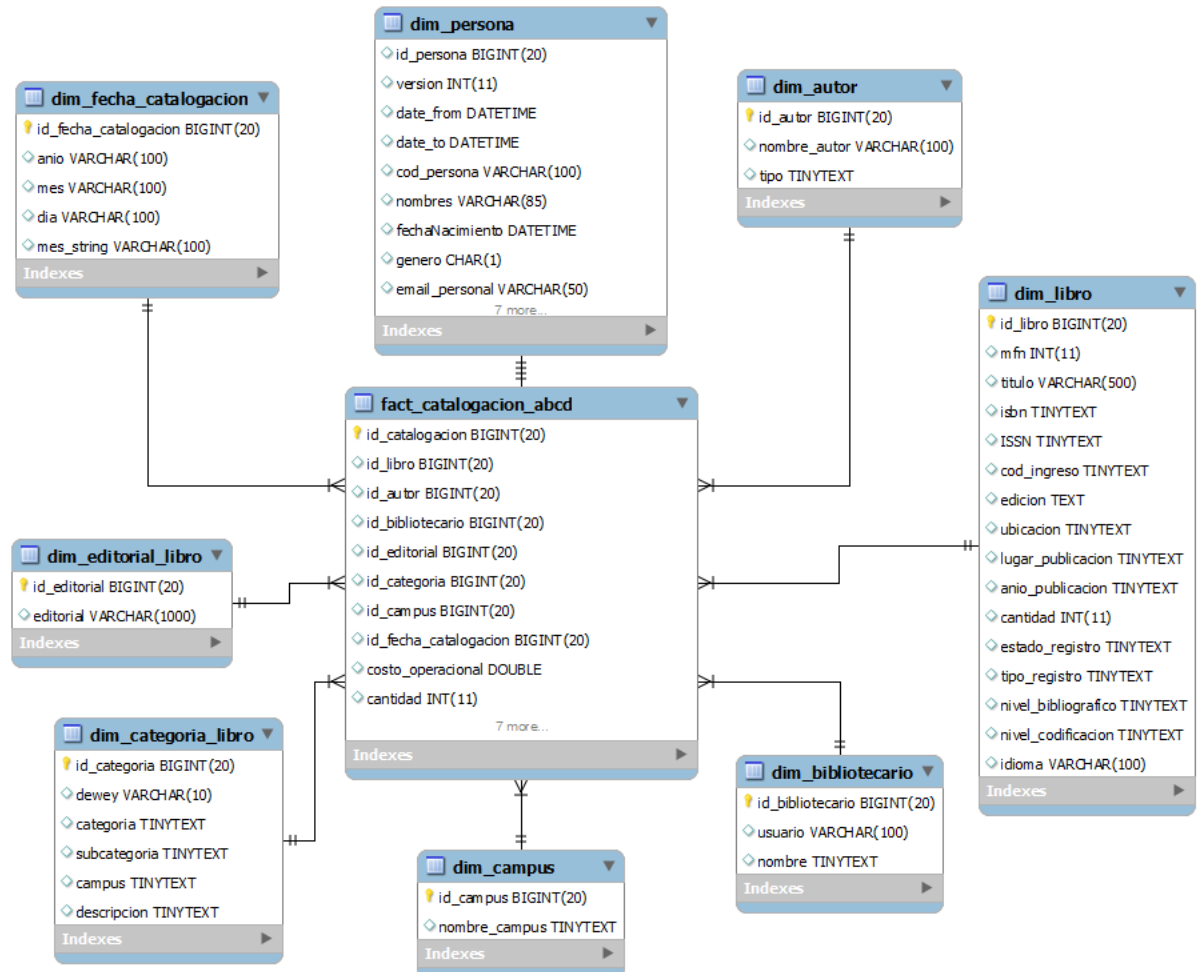 dim_persona
id_persona BIGINT(20)
version INT(11)
date_from DATETIME
date_to DATETIME
cod_persona VARCHAR(100)
nombres VARCHAR(85)
fechaNacimiento DATETIME
genero CHAR(1)
email_personal VARCHAR(50)
7 more...
Indexes
dim_fecha_catalogacion
id_fecha_catalogacion BIGINT(20)
anio VARCHAR(100)
mes VARCHAR(100)
dia VARCHAR(100)
mes_string VARCHAR(100)
Indexes
dim_autor
id_autor BIGINT(20)
nombre_autor VARCHAR(100)
tipo TINYTEXT
Indexes
dim_libro
id_libro BIGINT(20)
mfn INT(11)
titulo VARCHAR(500)
isbn TINYTEXT
ISSN TINYTEXT
cod_ingreso TINYTEXT
edicion TEXT
ubicacion TINYTEXT
lugar_publicacion TINYTEXT
anio_publicacion TINYTEXT
cantidad INT(11)
estado_registro TINYTEXT
tipo_registro TINYTEXT
nivel_bibliografico TINYTEXT
nivel_codificacion TINYTEXT
idioma VARCHAR(100)
Indexes
fact_catalogacion_abcd
id_catalogacion BIGINT(20)
id_libro BIGINT(20)
id_autor BIGINT(20)
id_bibliotecario BIGINT(20)
id_editorial BIGINT(20)
id_categoria BIGINT(20)
id_campus BIGINT(20)
id_fecha_catalogacion BIGINT(20)
costo_operacional DOUBLE
cantidad INT(11)
7 more...
Indexes
dim_editorial_libro
id_editorial BIGINT(20)
editorial VARCHAR(1000)
Indexes
dim_categoria_libro
id_categoria BIGINT(20)
dewey VARCHAR(10)
categoria TINYTEXT
subcategoria TINYTEXT
campus TINYTEXT
descripcion TINYTEXT
Indexes
dim_campus
id_campus BIGINT(20)
nombre_campus TINYTEXT
Indexes
dim_bibliotecario
id_bibliotecario BIGINT(20)
usuario VARCHAR(100)
nombre TINYTEXT
Indexes